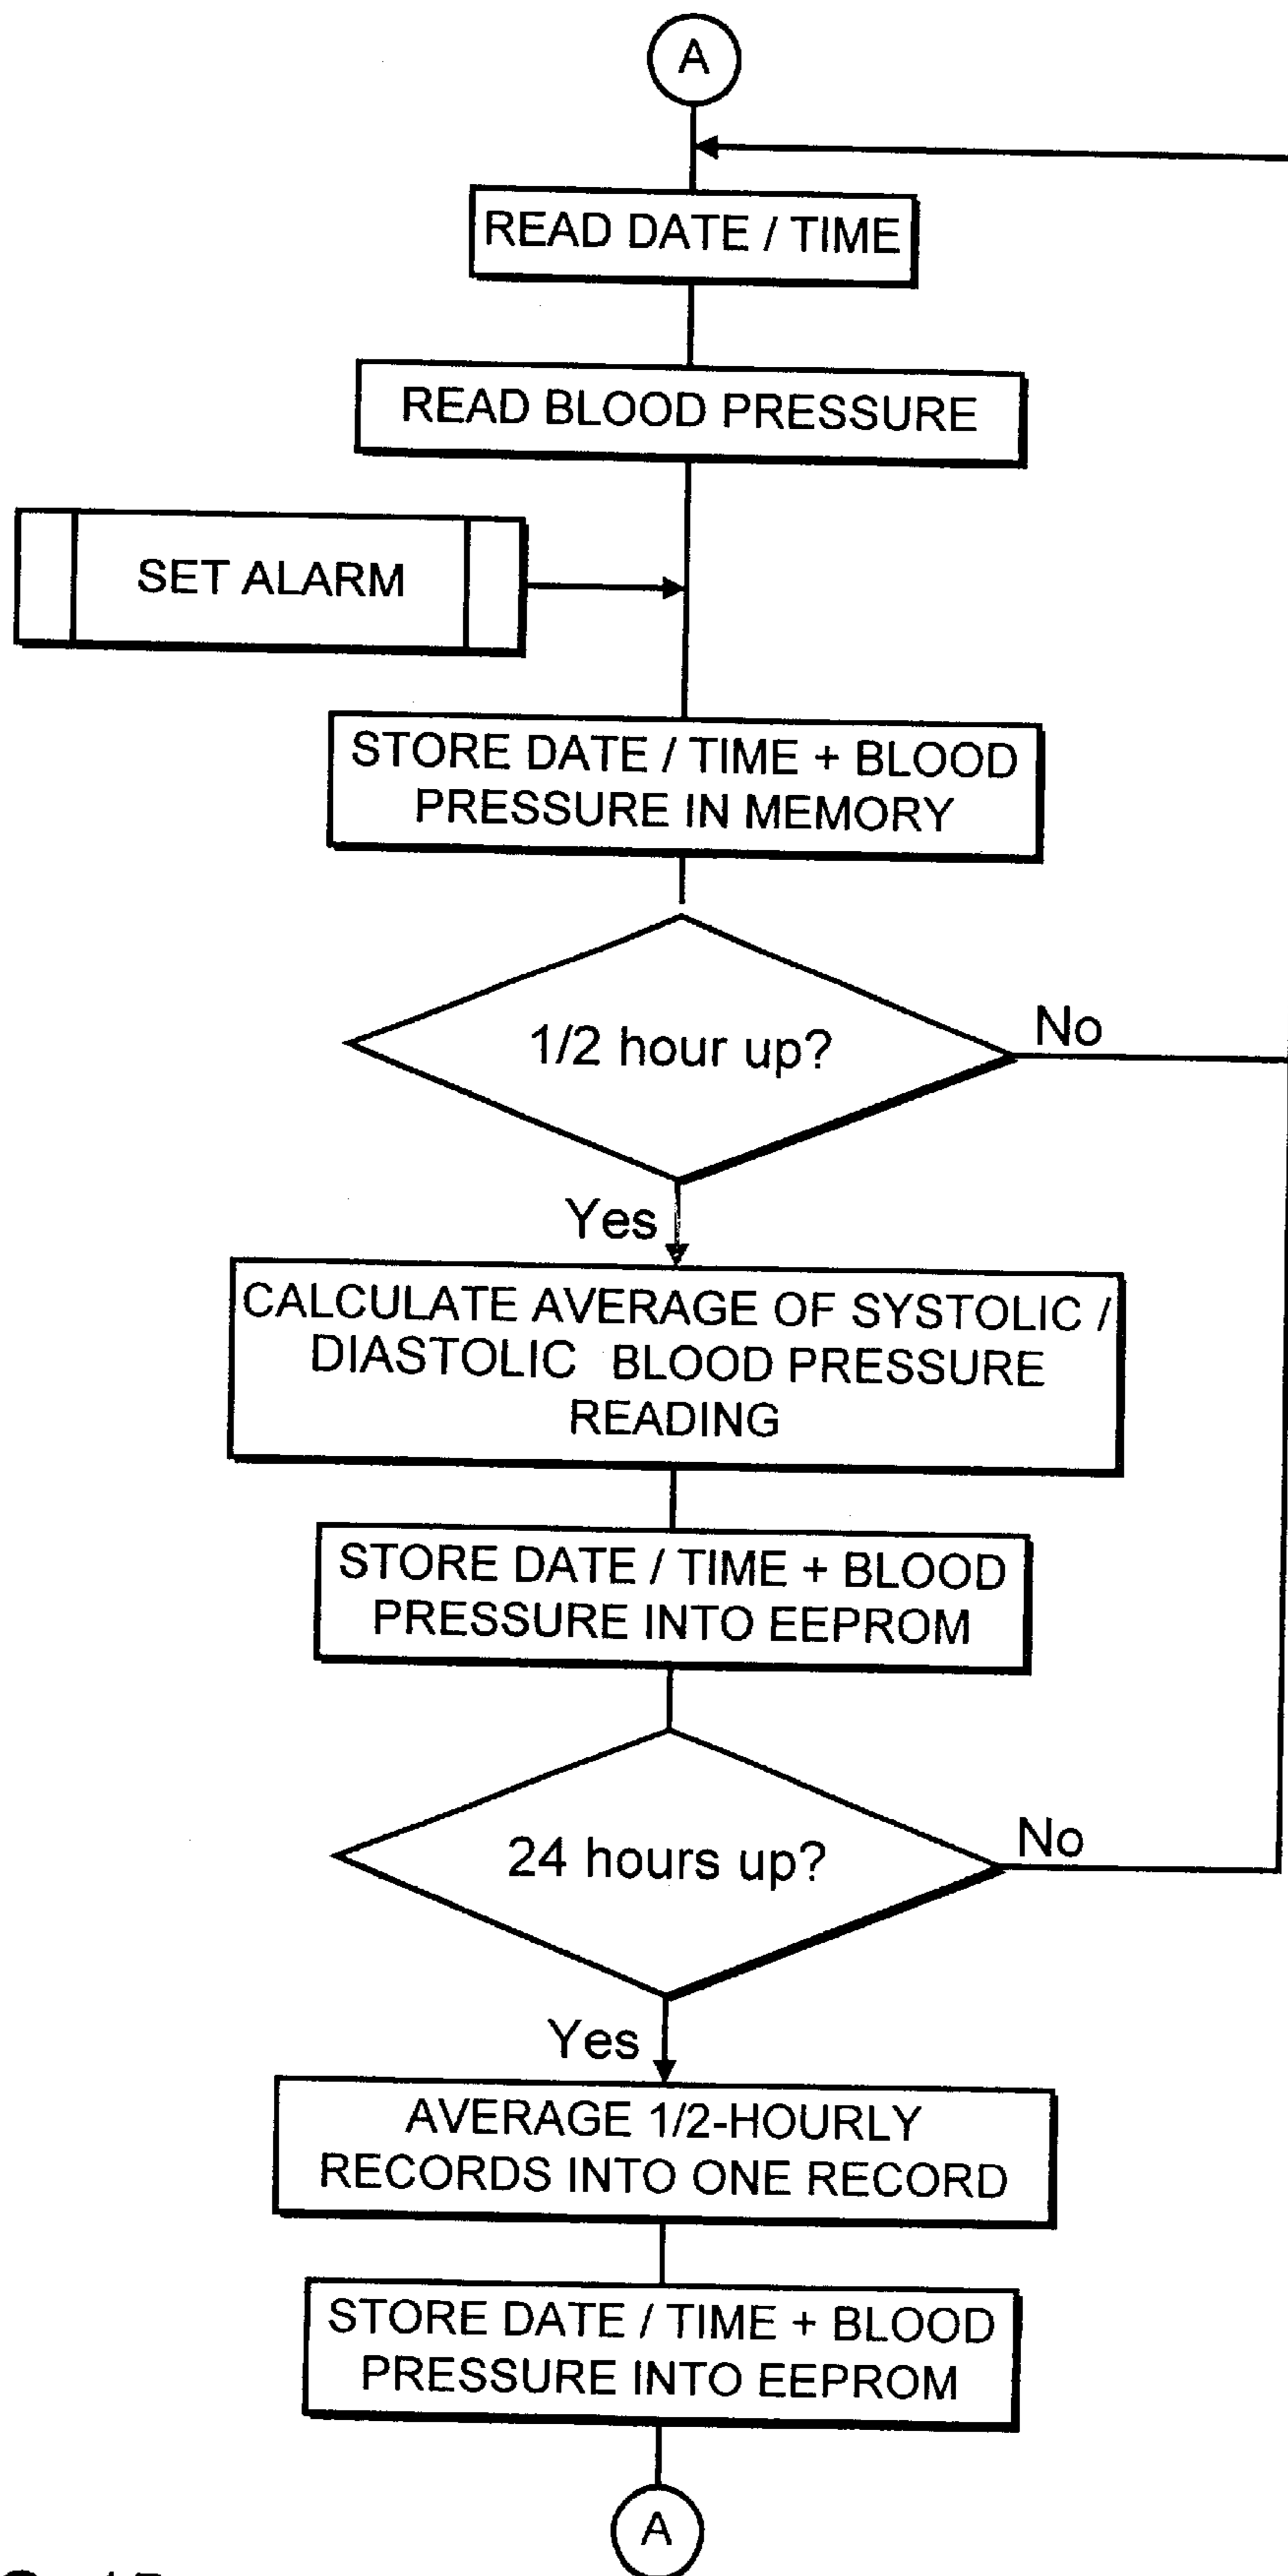 A
READ DATE / TIME
READ BLOOD PRESSURE
SET ALARM
STORE DATE / TIME + BLOOD
PRESSURE IN MEMORY
1/2 hour up?
No
Yes
CALCULATE AVERAGE OF SYSTOLIC /
DIASTOLIC BLOOD PRESSURE
READING
STORE DATE / TIME + BLOOD
PRESSURE INTO EEPROM
24 hours up?
No
Yes
AVERAGE 1/2-HOURLY
RECORDS INTO ONE RECORD
STORE DATE / TIME + BLOOD
PRESSURE INTO EEPROM
A